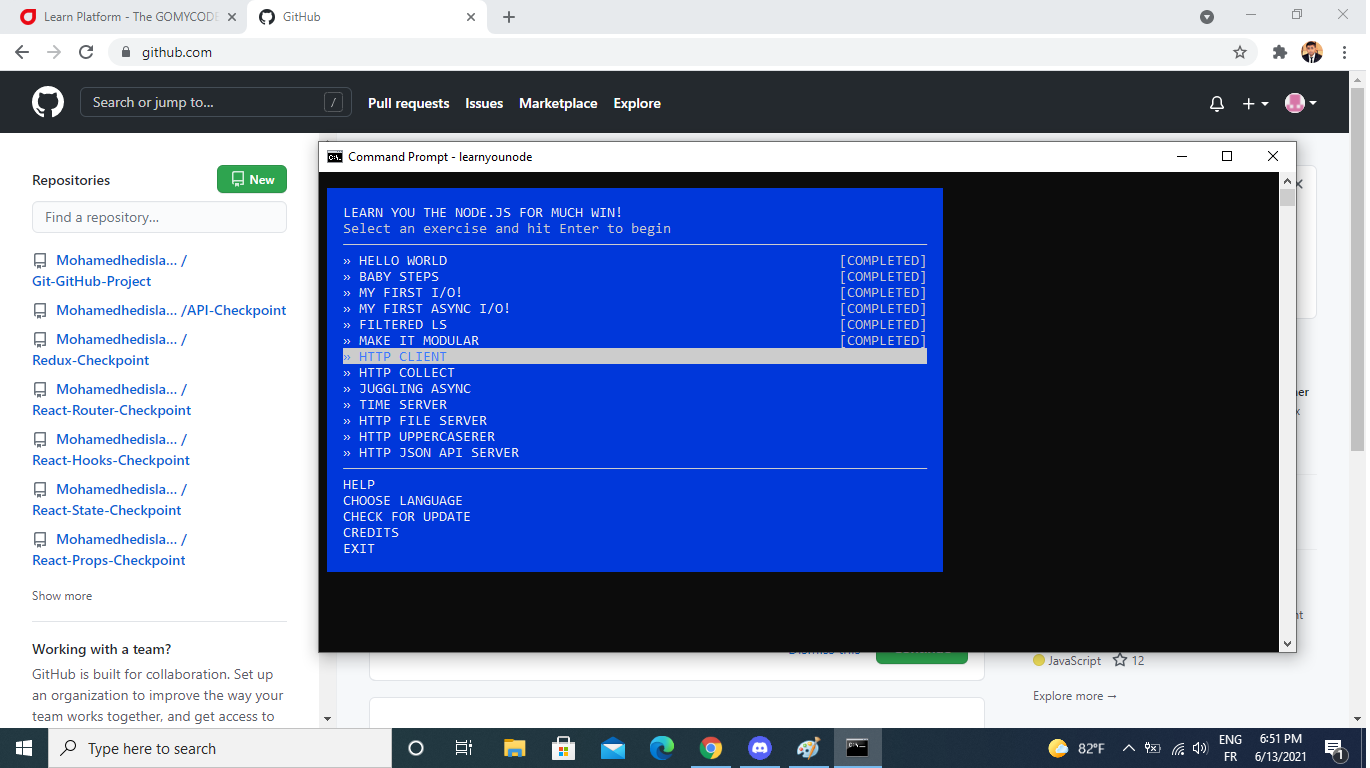 Learn Platform - The GOMYCODE
GitHub
github.com
Search or jump to...
/
Pull requests
Issues
Marketplace
Explore
Repositories
New
Find a repository...
Mohamedhedisla... /
Git-GitHub-Project
Mohamedhedisla... /API-Checkpoint
Mohamedhedisla... /
Redux-Checkpoint
Mohamedhedisla... /
React-Router-Checkpoint
Mohamedhedisla... /
React-Hooks-Checkpoint
Mohamedhedisla... /
React-State-Checkpoint
Mohamedhedisla... /
React-Props-Checkpoint
Show more
Working with a team?
GitHub is built for collaboration. Set up
an organization to improve the way your
team works together, and get access to
Command Prompt - learnyounode
LEARN YOU THE NODE.JS FOR MUCH WIN!
Select an exercise and hit Enter to begin
» HELLO WORLD [COMPLETED]
» BABY STEPS [COMPLETED]
» MY FIRST I/O! [COMPLETED]
» MY FIRST ASYNC I/O! [COMPLETED]
» FILTERED LS [COMPLETED]
» MAKE IT MODULAR [COMPLETED]
» HTTP CLIENT
» HTTP COLLECT
» JUGGLING ASYNC
» TIME SERVER
» HTTP FILE SERVER
» HTTP UPPERCASERER
» HTTP JSON API SERVER
HELP
CHOOSE LANGUAGE
CHECK FOR UPDATE
CREDITS
EXIT
JavaScript 12
Explore more →
Type here to search
82°F
ENG
FR
6:51 PM
6/13/2021
1